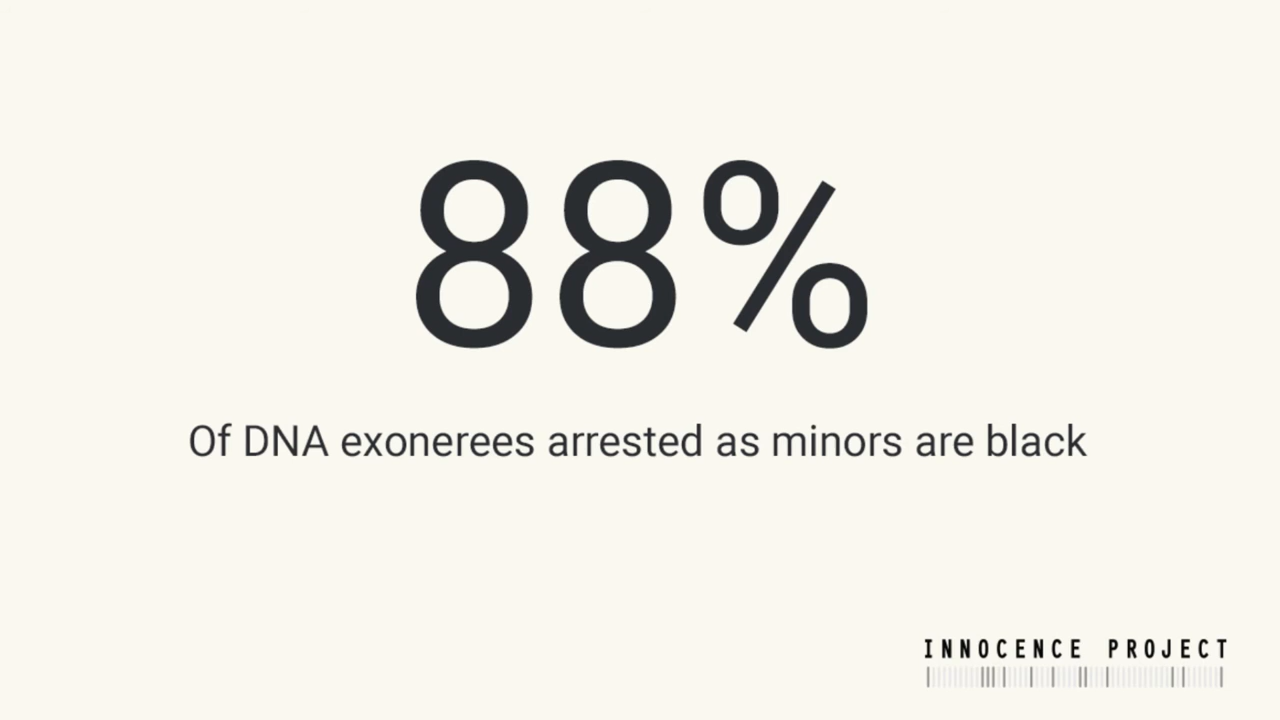 88%
Of DNA exonerees arrested as minors are black
INNOCENCE PROJECT